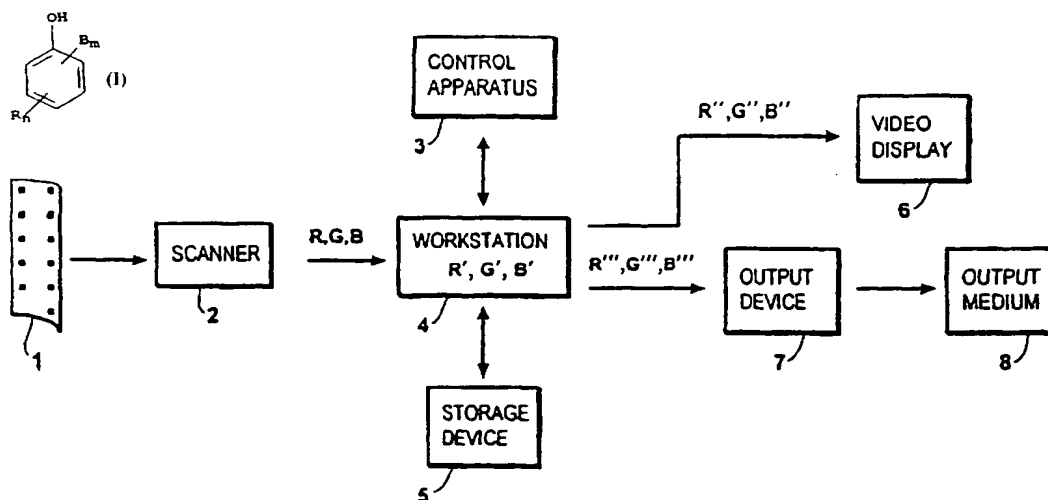 OH
Bm
(I)
Rn
CONTROL
APPARATUS
3
R'',G'',B''
VIDEO
DISPLAY
6
1
SCANNER
2
R,G,B
WORKSTATION
R', G', B'
4
R''',G''',B'''
OUTPUT
DEVICE
7
OUTPUT
MEDIUM
8
STORAGE
DEVICE
5